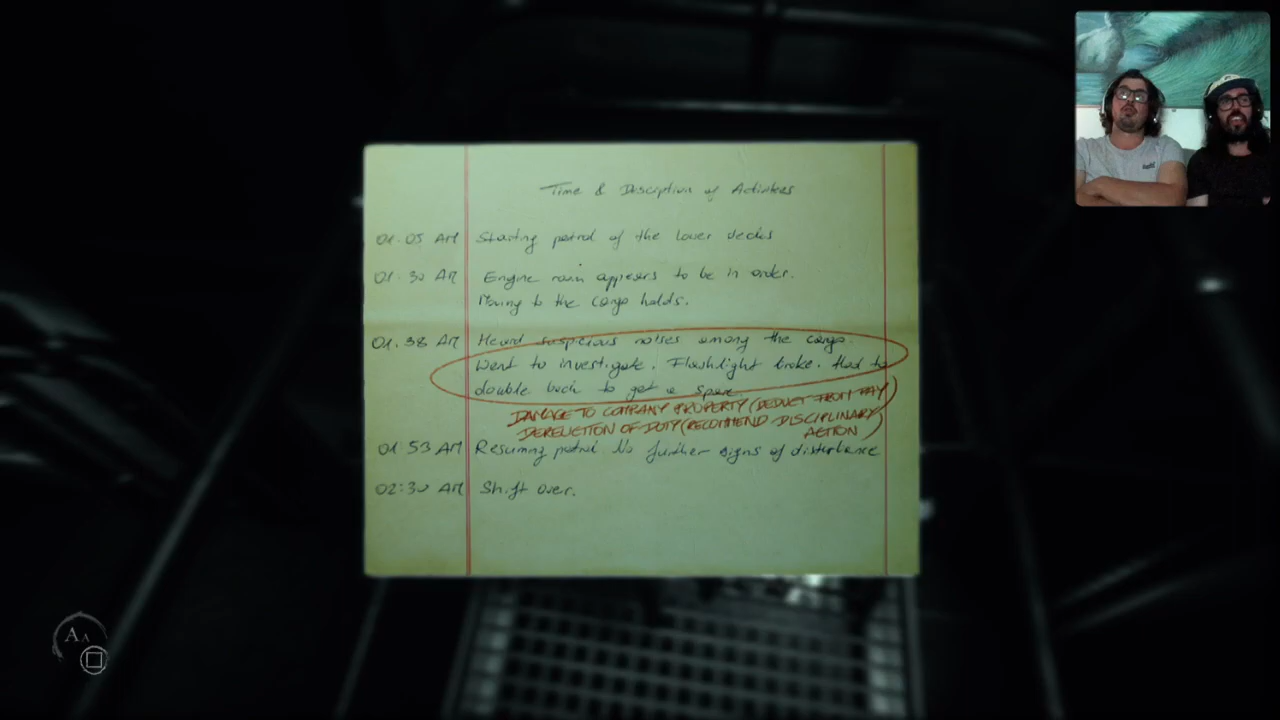 Time & Description of Activities
01:05 AM Starting patrol of the lower decks
01:30 AM Engine room appears to be in order.
Moving to the cargo holds.
01:38 AM Heard suspicious noises among the cargo.
Went to investigate. Flashlight broke. Had to
double back to get a spare
DAMAGE TO COMPANY PROPERTY (DEDUCT FROM PAY)
DERELICTION OF DUTY (RECOMMEND DISCIPLINARY
ACTION)
01:53 AM Resuming patrol. No further signs of disturbance
02:30 AM Shift over.
AA